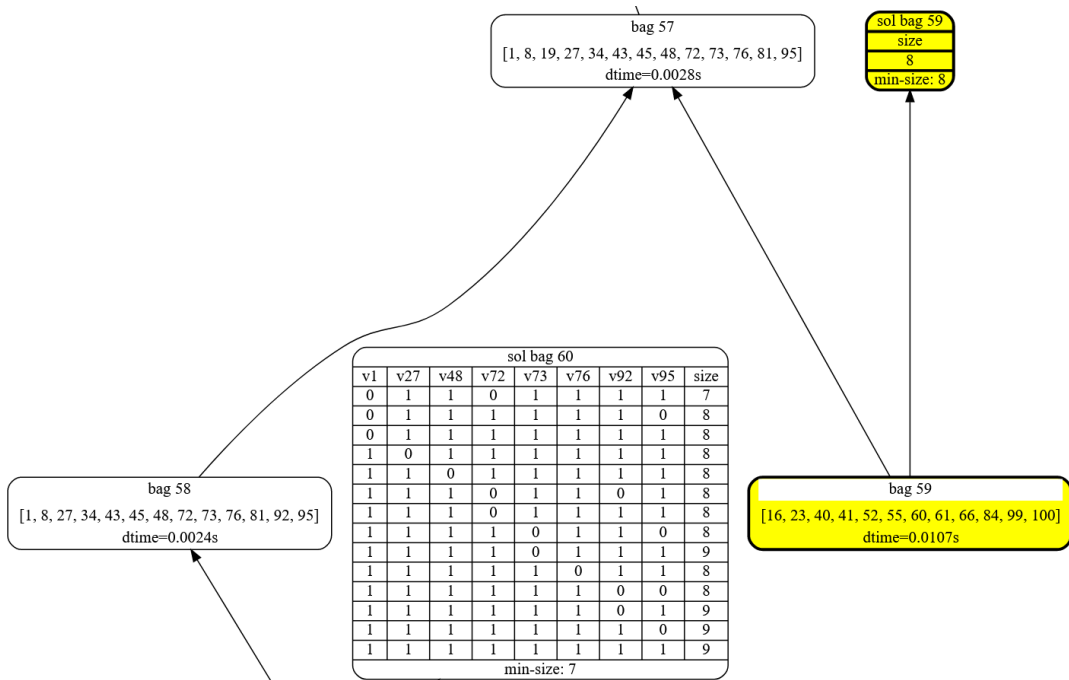 bag 57
[1, 8, 19, 27, 34, 43, 45, 48, 72, 73, 76, 81, 95]
dtime=0.0028s
sol bag 59
size
8
min-size: 8
sol bag 60
v1 v27 v48 v72 v73 v76 v92 v95 size
0 1 1 0 1 1 1 1 7
0 1 1 1 1 1 1 0 8
0 1 1 1 1 1 1 1 8
1 0 1 1 1 1 1 1 8
1 1 0 1 1 1 1 1 8
1 1 1 0 1 1 0 1 8
1 1 1 0 1 1 1 1 8
1 1 1 1 0 1 1 0 8
1 1 1 1 0 1 1 1 9
1 1 1 1 1 0 1 1 8
1 1 1 1 1 1 0 0 8
1 1 1 1 1 1 0 1 9
1 1 1 1 1 1 1 0 9
1 1 1 1 1 1 1 1 9
min-size: 7
bag 58
[1, 8, 27, 34, 43, 45, 48, 72, 73, 76, 81, 92, 95]
dtime=0.0024s
bag 59
[16, 23, 40, 41, 52, 55, 60, 61, 66, 84, 99, 100]
dtime=0.0107s